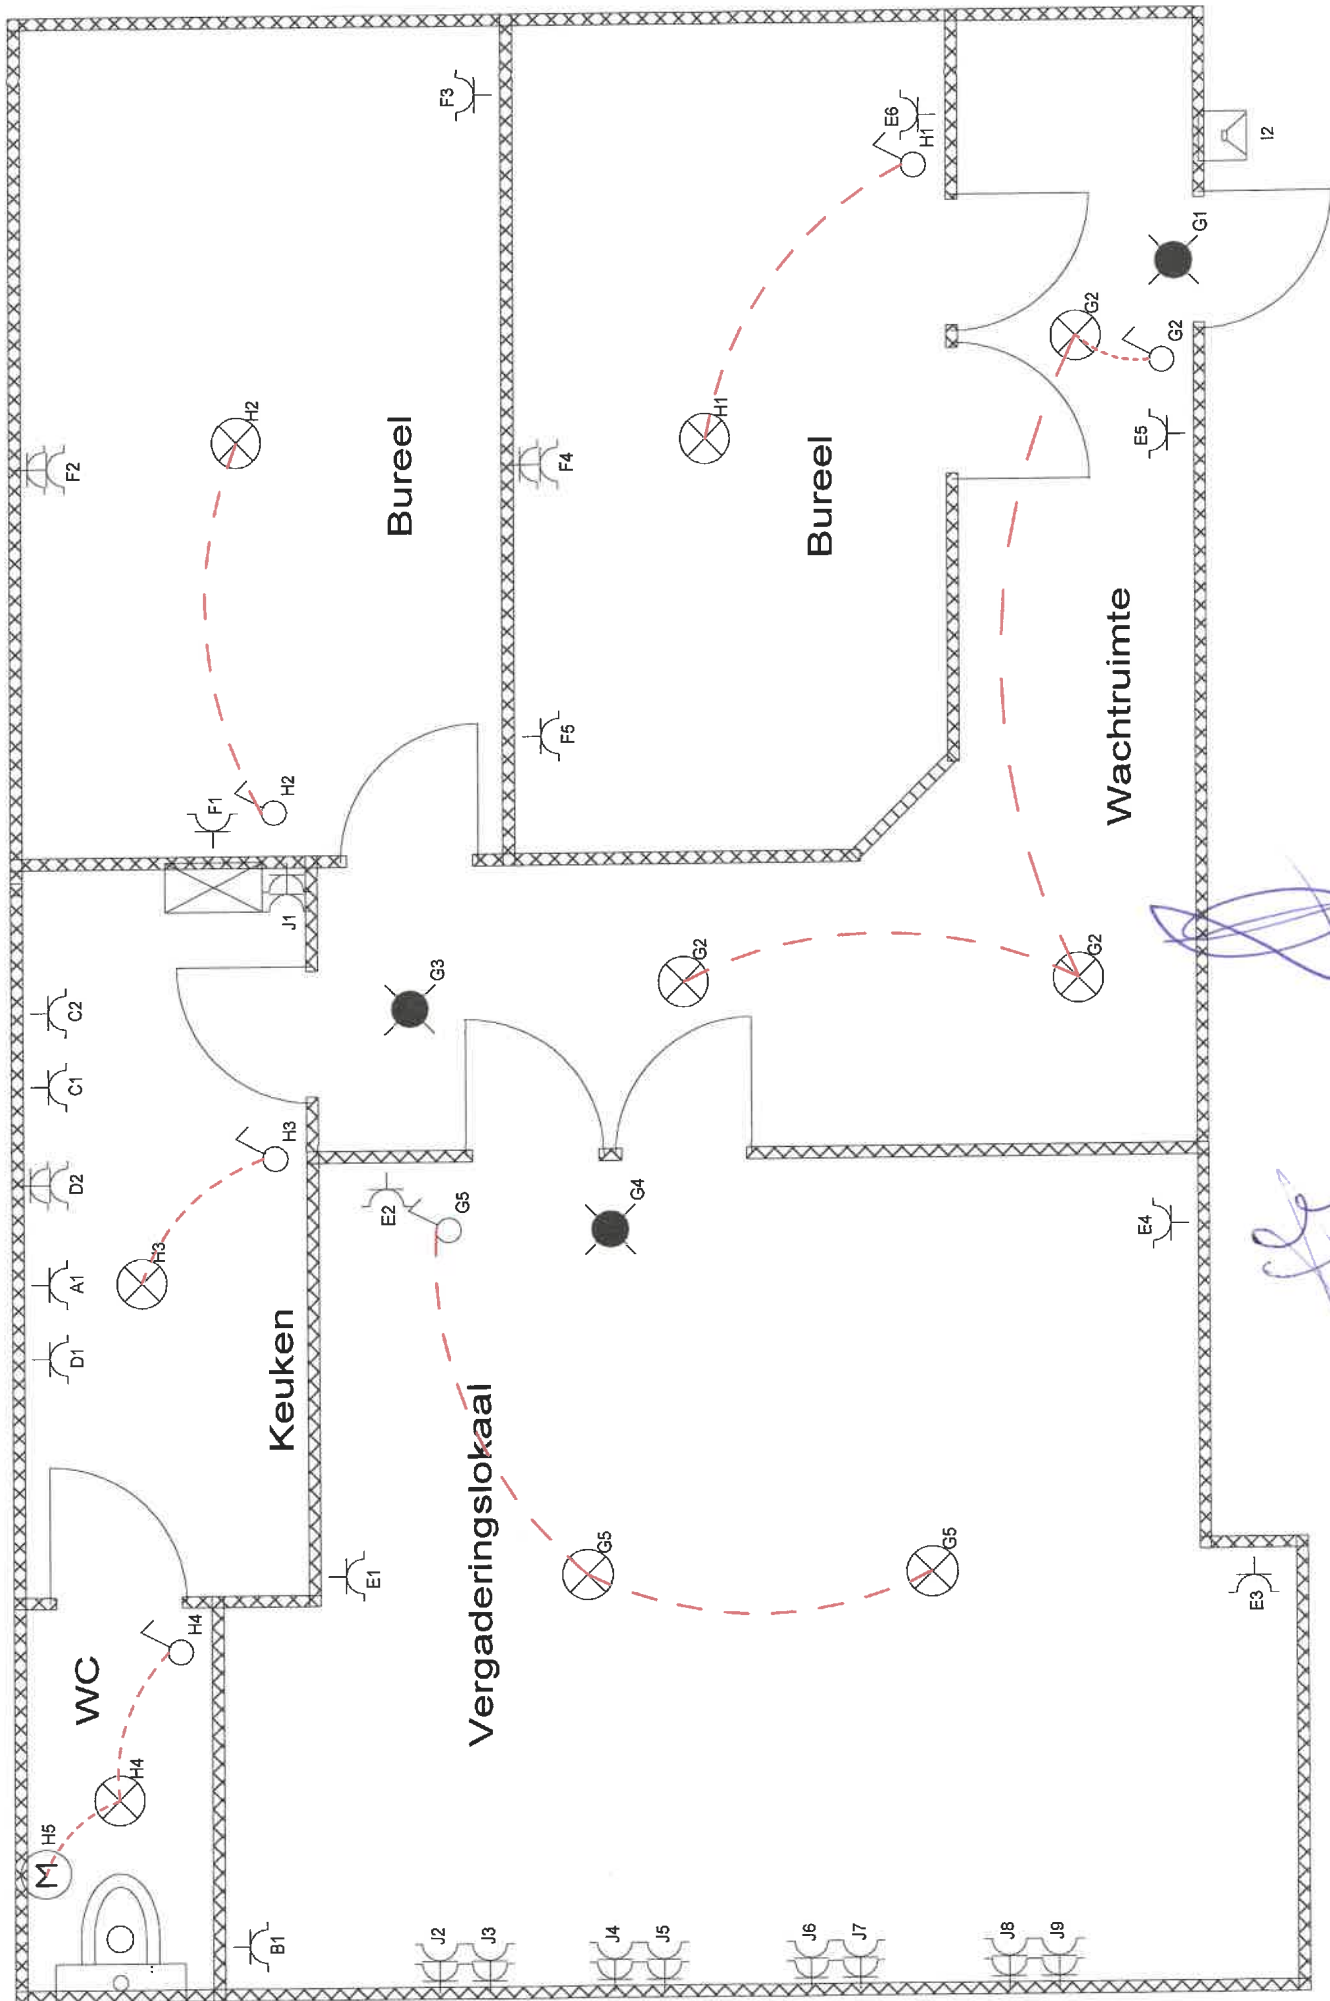 WC
H5
M
H4
H4
B1
Keuken
D1
A1
D2
C1
C2
H3
H3
J1
Bureel
F1
F2
F3
H2
H2
Bureel
F4
F5
E6
H1
H1
Vergaderingslokaal
E1
E2
E3
E4
G5
G5
G5
G4
J2
J3
J4
J5
J6
J7
J8
J9
Wachtruimte
G3
G2
G2
G2
G2
E5
G1
I2